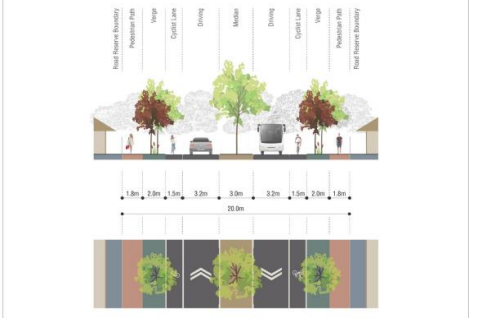 Road Reserve Boundary
Pedestrian Path
Verge
Cyclist Lane
Driving
Median
Driving
Cyclist Lane
Verge
Pedestrian Path
Road Reserve Boundary
1.8m
2.0m
1.5m
3.2m
3.0m
3.2m
1.5m
2.0m
1.8m
20.0m